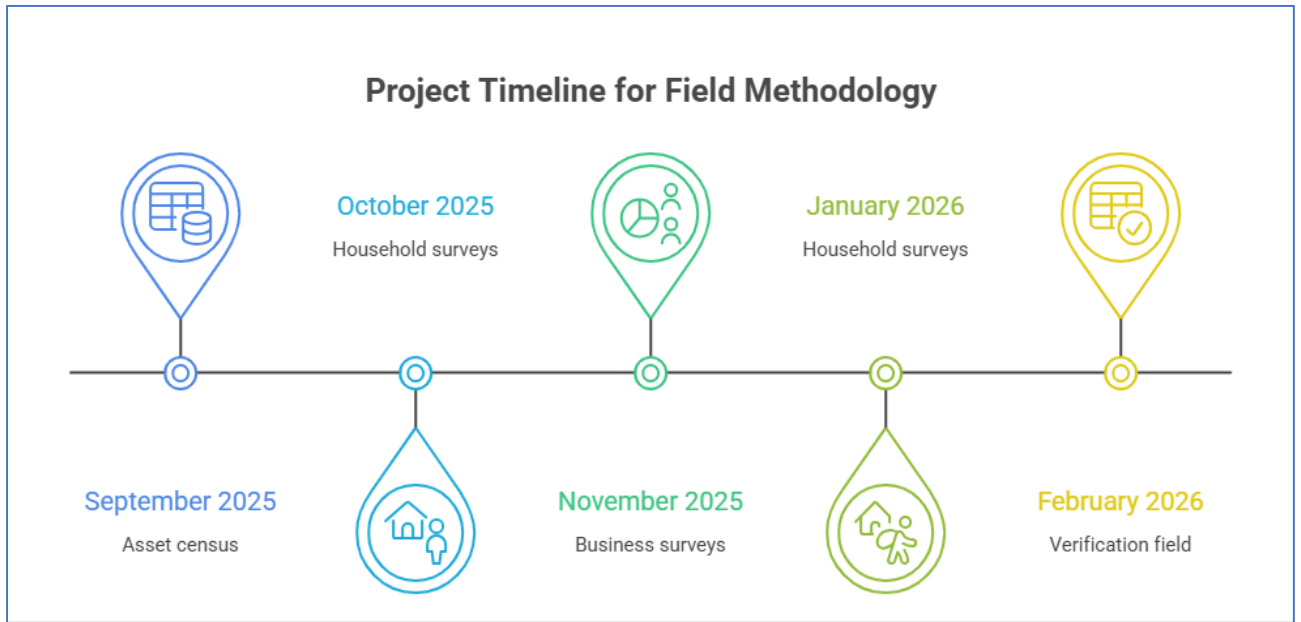 Project Timeline for Field Methodology
September 2025
Asset census
October 2025
Household surveys
November 2025
Business surveys
January 2026
Household surveys
February 2026
Verification field